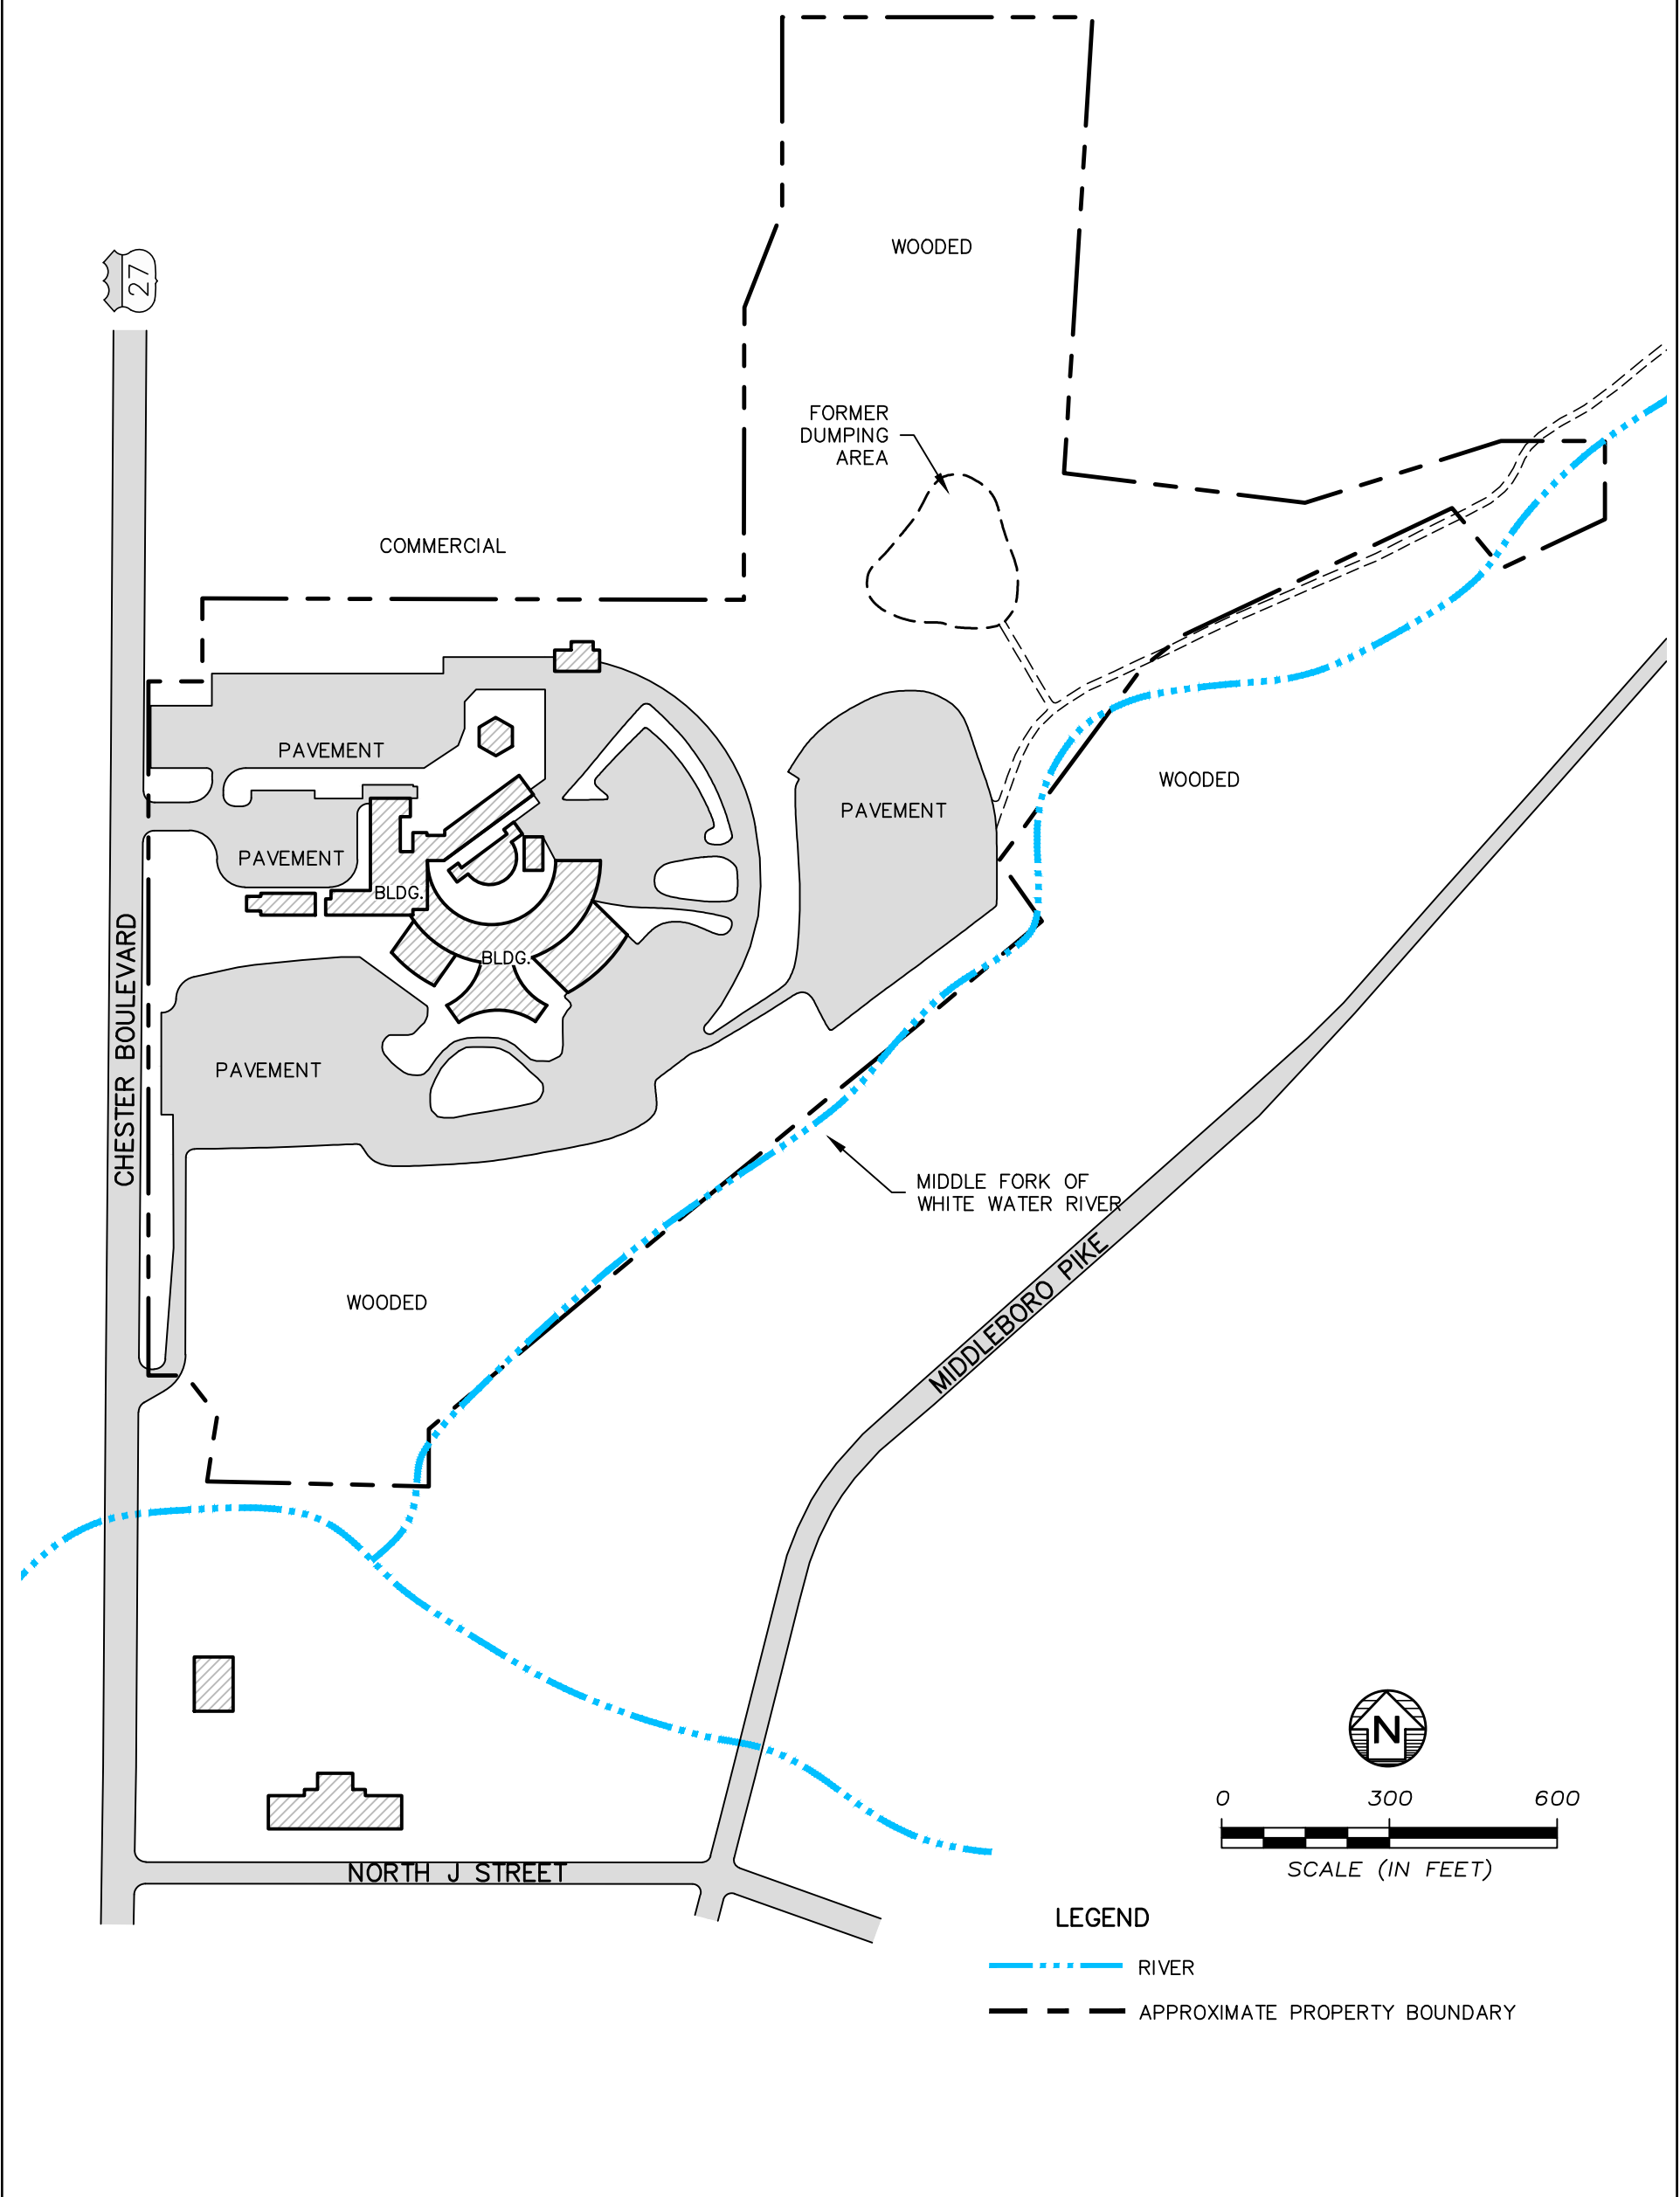 WOODED
27
FORMER
DUMPING
AREA
COMMERCIAL
PAVEMENT
WOODED
PAVEMENT
PAVEMENT
BLDG.
BLDG.
CHESTER BOULEVARD
PAVEMENT
MIDDLE FORK OF
WHITE WATER RIVER
MIDDLEBORO PIKE
WOODED
N
0 300 600
SCALE (IN FEET)
NORTH J STREET
LEGEND
RIVER
APPROXIMATE PROPERTY BOUNDARY